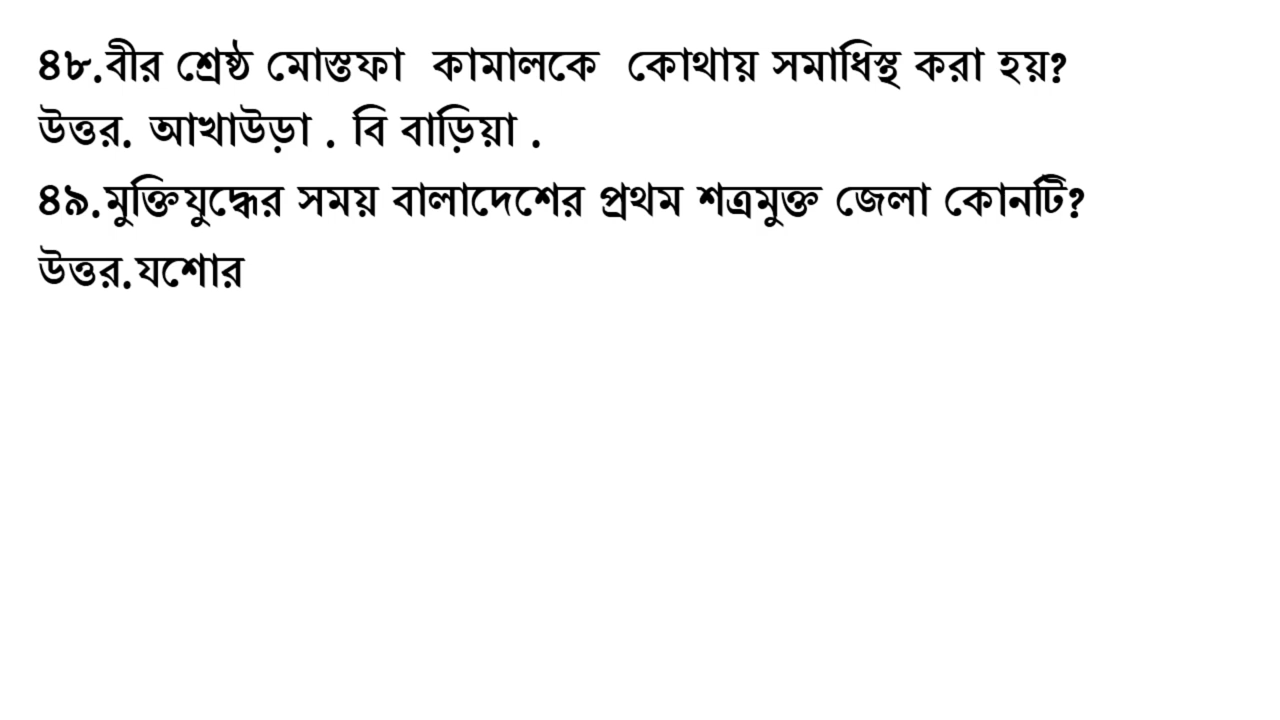 ৪৮.বীর শ্রেষ্ঠ মোস্তফা কামালকে কোথায় সমাধিস্থ করা হয়?
উত্তর. আখাউড়া . বি বাড়িয়া .
৪৯.মুক্তিযুদ্ধের সময় বালাদেশের প্রথম শত্রমুক্ত জেলা কোনটি?
উত্তর.যশোর